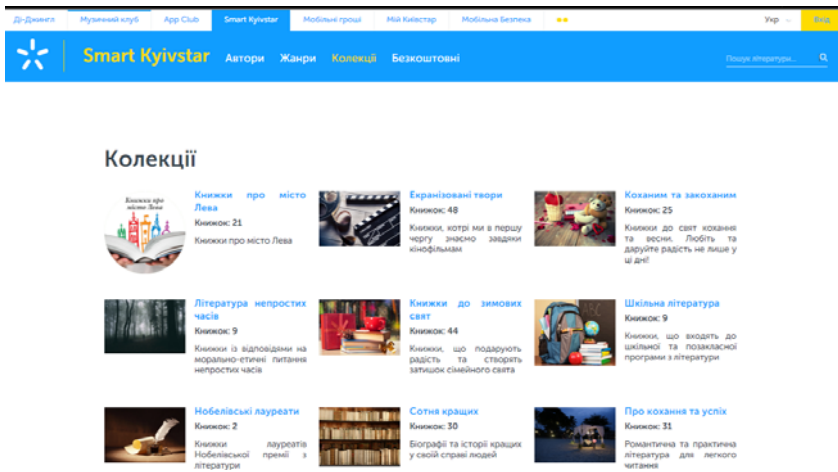 Ді-Джингл Музичний клуб App Club Smart Kyivstar Мобільні гроші Мій Київстар Мобільна Безпека Укр Вхід
Smart Kyivstar Автори Жанри Колекції Безкоштовні Пошук літератури...
Колекції
Книжки про місто Лева
Книжки про місто
Лева
Книжок: 21
Книжки про місто Лева
Екранізовані твори
Книжок: 48
Книжки, котрі ми в першу
чергу знаємо завдяки
кінофільмам
Коханим та закоханим
Книжок: 25
Книжки до свят кохання
та весни. Любіть та
даруйте радість не лише у
ці дні!
Література непростих
часів
Книжок: 9
Книжки із відповідями на
морально-етичні питання
непростих часів
Книжки до зимових
свят
Книжок: 44
Книжки, що подарують
радість та створять
затишок сімейного свята
Шкільна література
Книжок: 9
Книжки, що входять до
шкільної та позакласної
програми з літератури
Нобелівські лауреати
Книжок: 2
Книжки лауреатів
Нобелівської премії з
літератури
Сотня кращих
Книжок: 30
Біографії та історії кращих
у своїй справі людей
Про кохання та успіх
Книжок: 31
Романтична та практична
література для легкого
читання